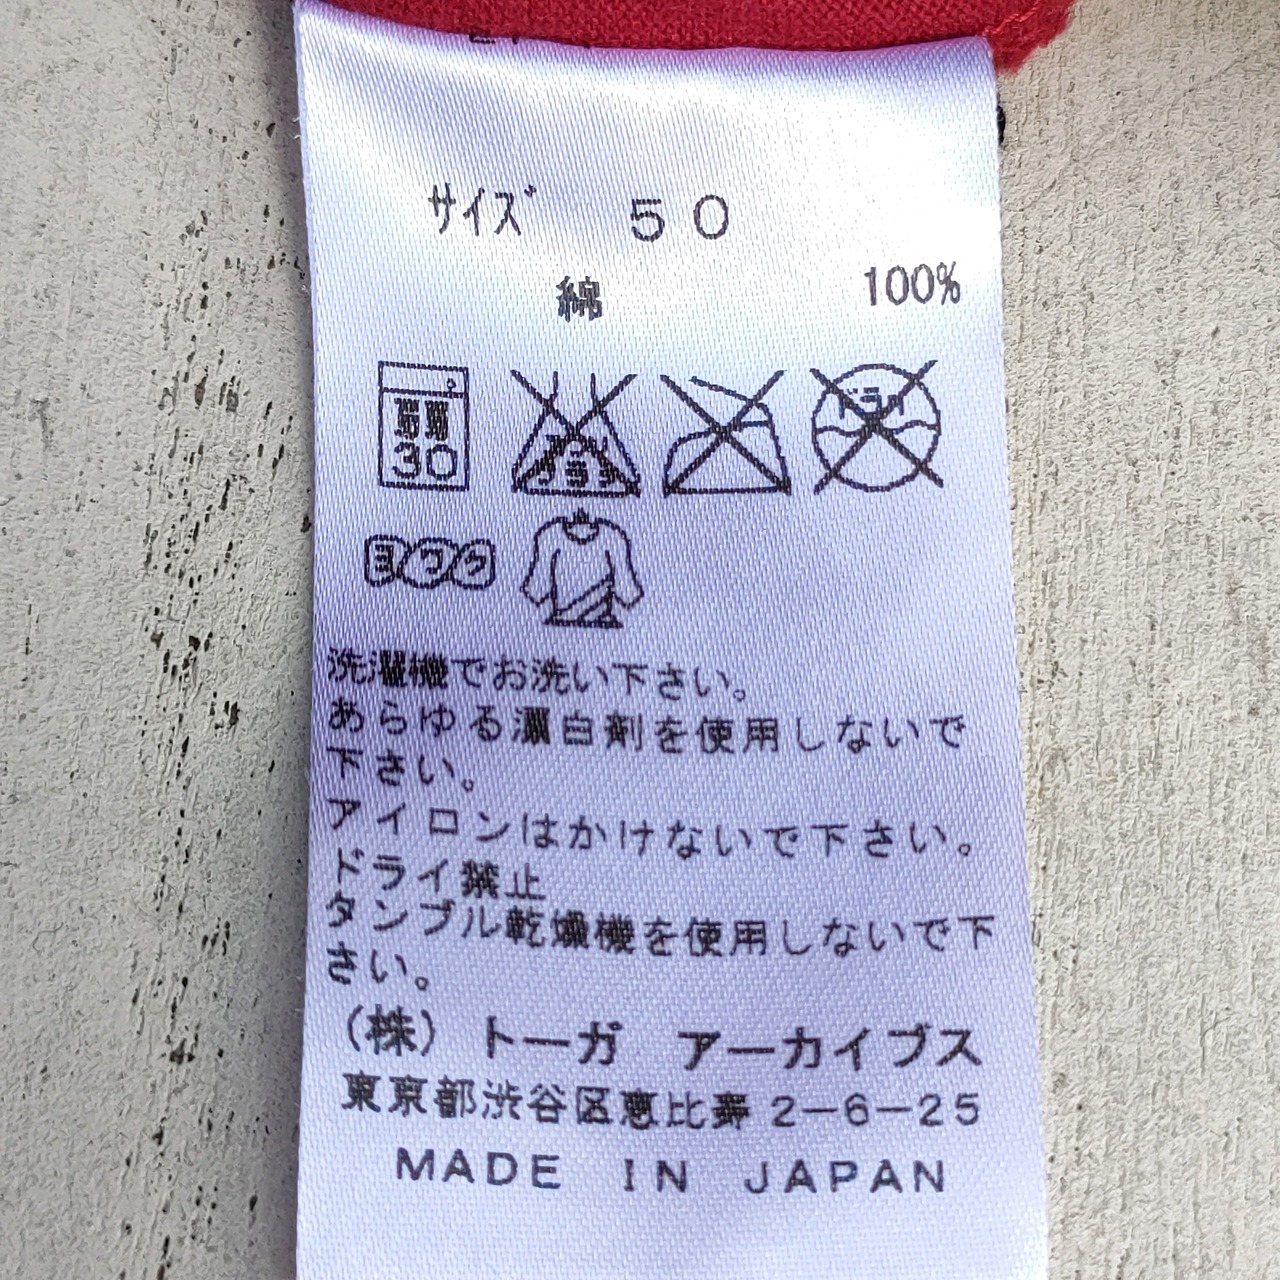 サイズ 50
綿 100%
30
ドライ
ヨワク
洗濯機でお洗い下さい。
あらゆる漂白剤を使用しないで
下さい。
アイロンはかけないで下さい。
ドライ禁止
タンブル乾燥機を使用しないで下
さい。
(株) トーガ アーカイブス
東京都渋谷区恵比寿2-6-25
MADE IN JAPAN